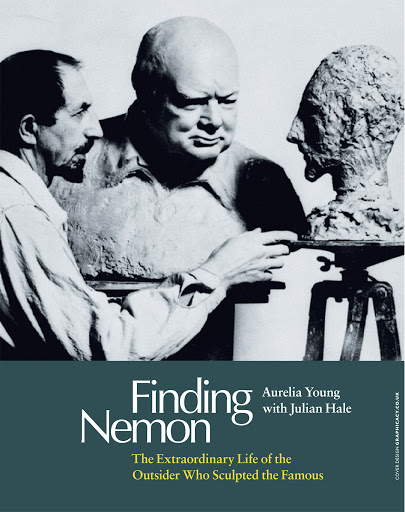 Finding
Nemon
Aurelia Young
with Julian Hale
The Extraordinary Life of the
Outsider Who Sculpted the Famous
COVER DESIGN GRAPHICACT.CO.UK